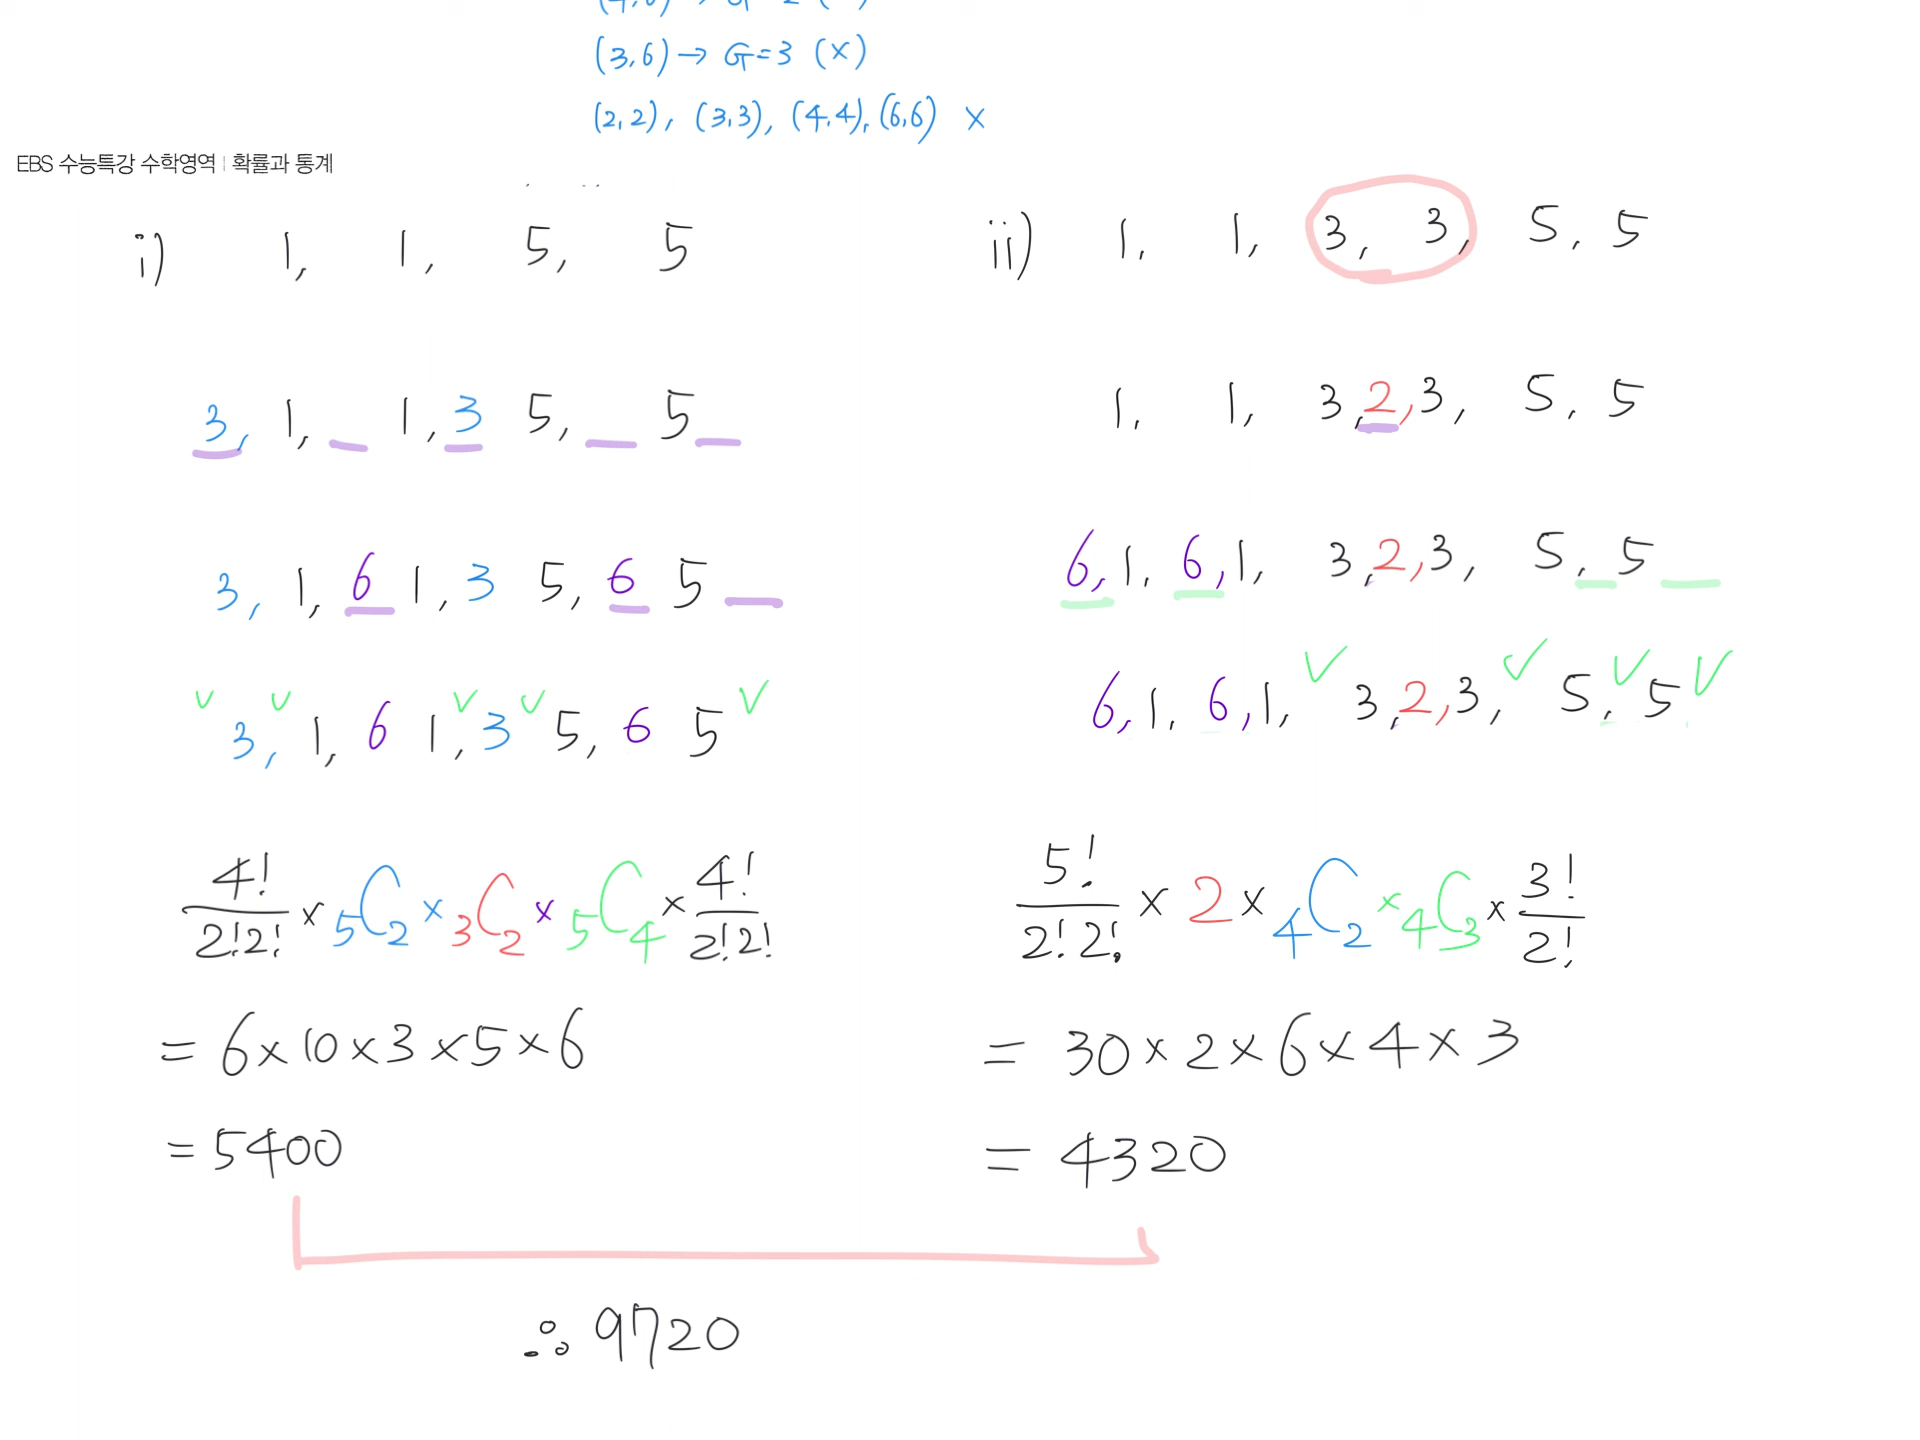 (3,6) → G=3 (×)
(2,2), (3,3), (4,4), (6,6) ×
EBS 수능특강 수학영역 | 확률과 통계
i) 1, 1, 5, 5
3, 1, _ 1, 3 5, _ 5 _
3, 1, 6 1, 3 5, 6 5 _
∨ 3, ∨ 1, 6 1, ∨ 3 ∨ 5, 6 5 ∨
4!/2!2! × ₅C₂ × ₃C₂ × ₅C₄ × 4!/2!2!
= 6 × 10 × 3 × 5 × 6
= 5400
ii) 1, 1, 3, 3, 5, 5
1, 1, 3, 2, 3, 5, 5
6, 1, 6, 1, 3, 2, 3, 5, 5 _
6, 1, 6, 1, ∨ 3, 2, 3, ∨ 5, ∨ 5 ∨
5!/2!2! × 2 × ₄C₂ × ₄C₃ × 3!/2!
= 30 × 2 × 6 × 4 × 3
= 4320
∴ 9720